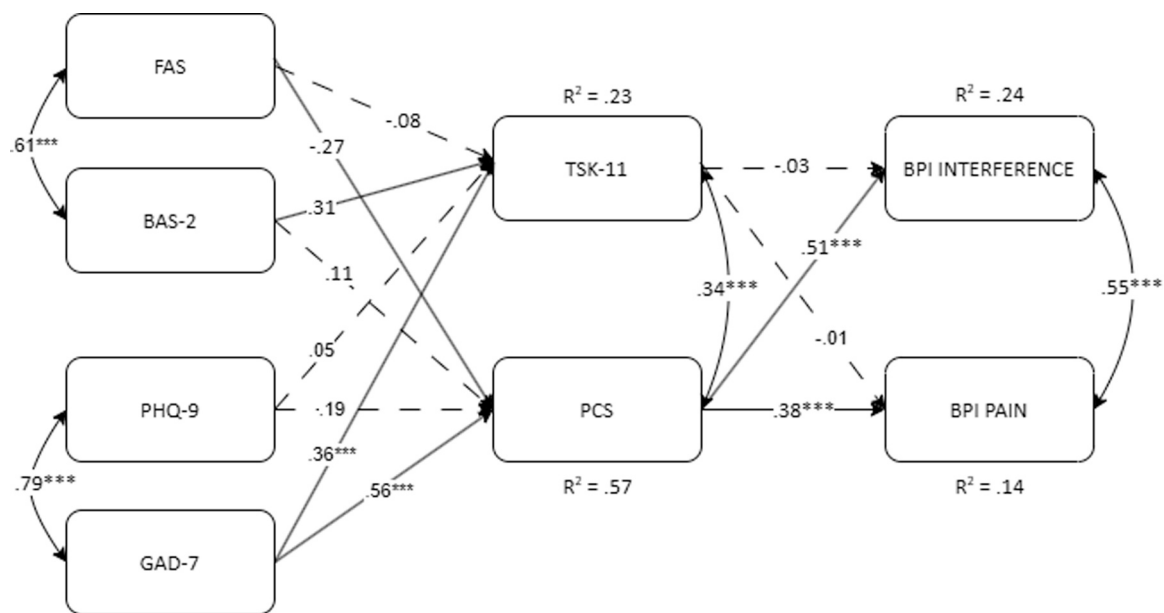 FAS
.61***
BAS-2
PHQ-9
.79***
GAD-7
-.08
-.27
.31
.11
.05
-.19
.36***
.56***
R² = .23
TSK-11
.34***
PCS
R² = .57
-.03
.51***
-.01
.38***
R² = .24
BPI INTERFERENCE
.55***
BPI PAIN
R² = .14